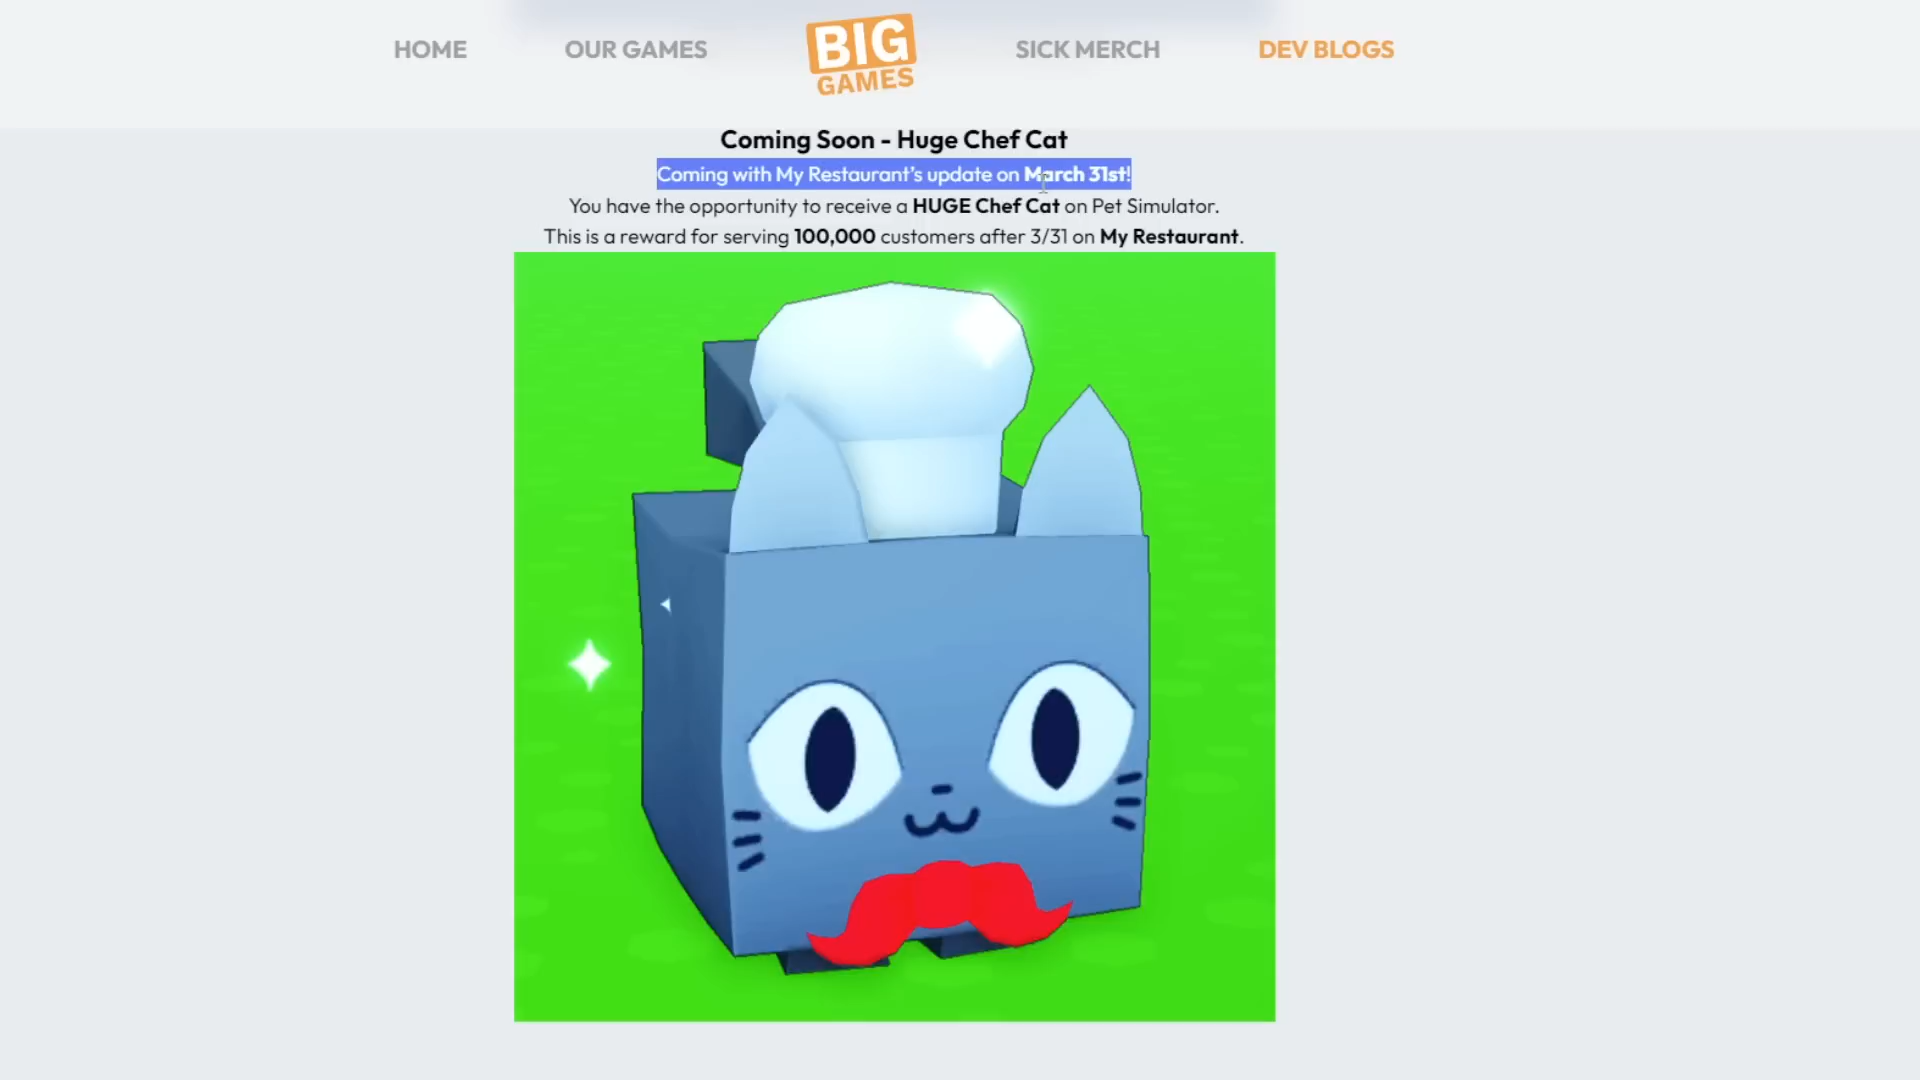 HOME
OUR GAMES
BIG
GAMES
SICK MERCH
DEV BLOGS
Coming Soon - Huge Chef Cat
Coming with My Restaurant's update on March 31st!
You have the opportunity to receive a HUGE Chef Cat on Pet Simulator.
This is a reward for serving 100,000 customers after 3/31 on My Restaurant.